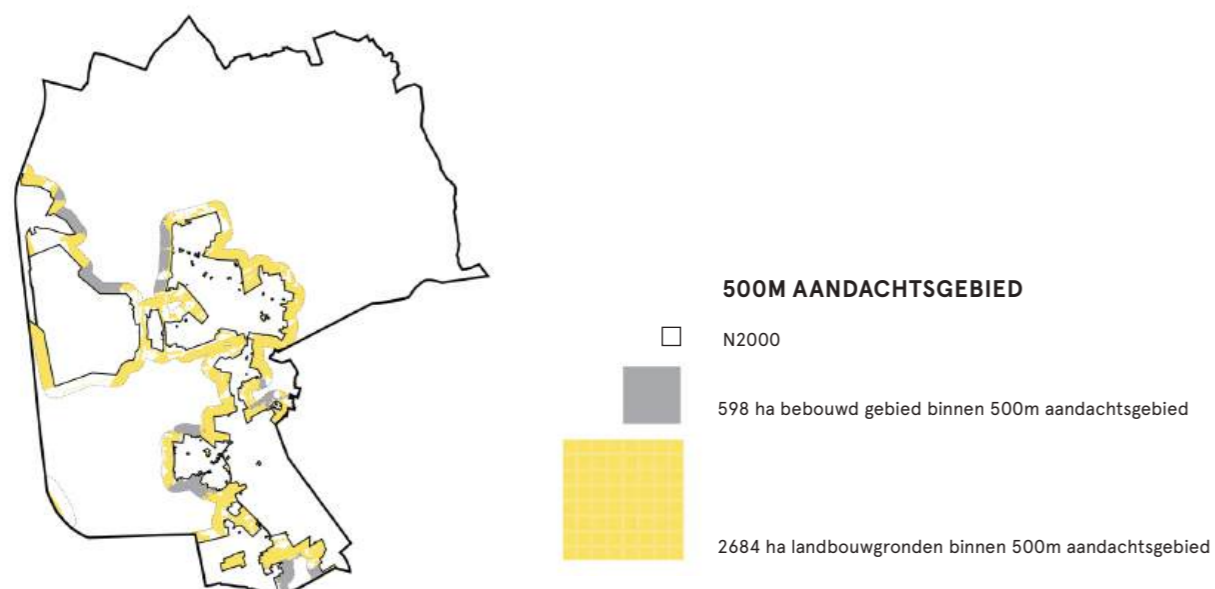 500M AANDACHTSGEBIED
N2000
598 ha bebouwd gebied binnen 500m aandachtsgebied
2684 ha landbouwgronden binnen 500m aandachtsgebied